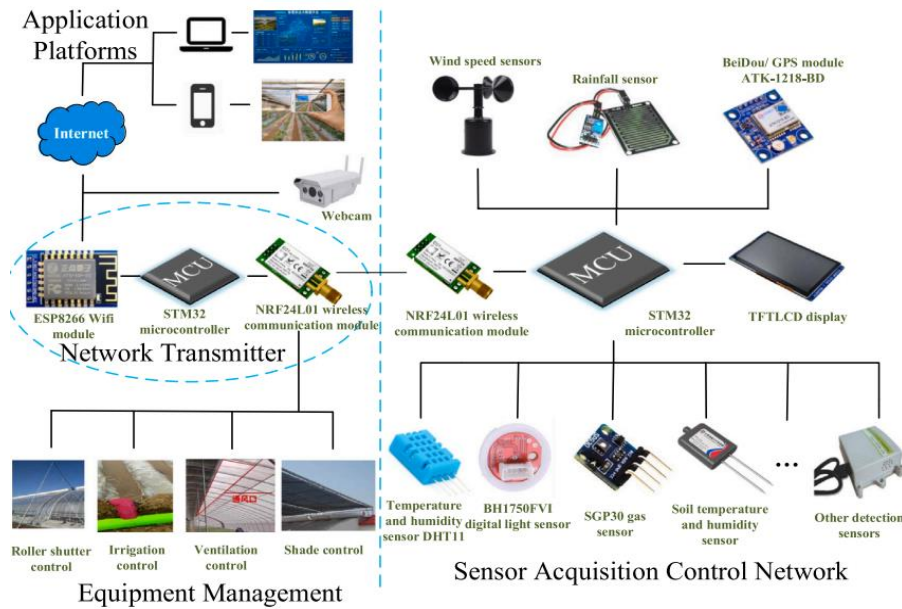 Application
Platforms
Internet
Webcam
ESP8266 Wifi
module
MCU
STM32
microcontroller
NRF24L01 wireless
communication module
Network Transmitter
Roller shutter
control
Irrigation
control
通风口
Ventilation
control
Shade control
Equipment Management
Wind speed sensors
Rainfall sensor
BeiDou/ GPS module
ATK-1218-BD
NRF24L01 wireless
communication module
MCU
STM32
microcontroller
TFTLCD display
Temperature
and humidity
sensor DHT11
BH1750FVI
digital light sensor
SGP30 gas
sensor
Soil temperature
and humidity
sensor
...
Other detection
sensors
Sensor Acquisition Control Network